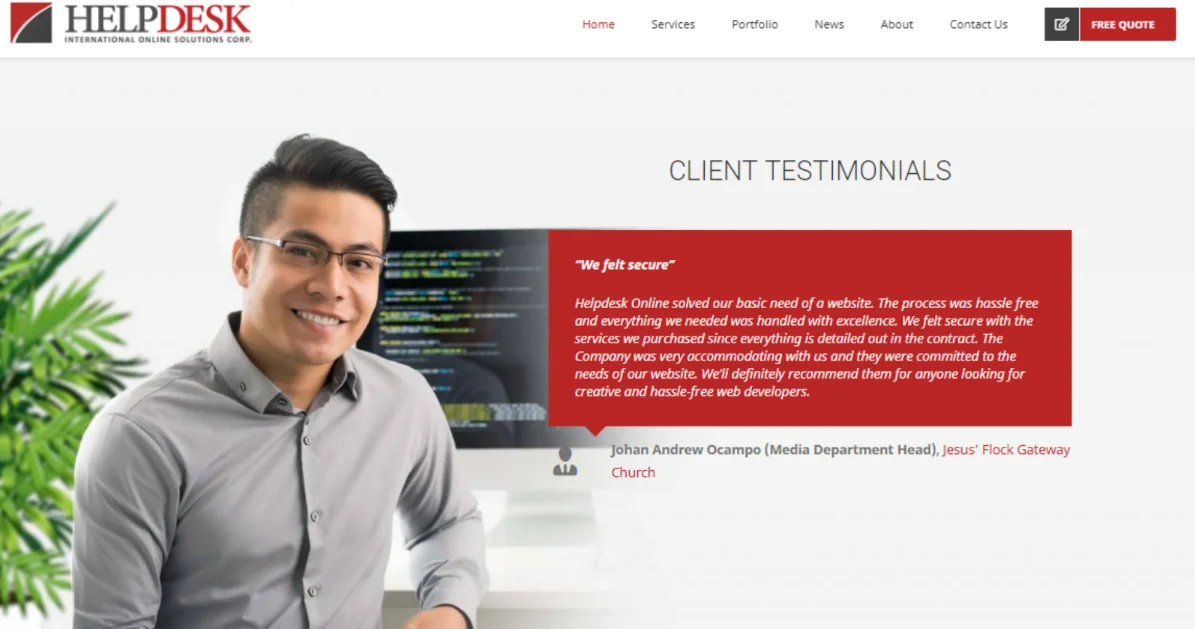 HELPDESK
INTERNATIONAL ONLINE SOLUTIONS CORP.
Home
Services
Portfolio
News
About
Contact Us
FREE QUOTE
CLIENT TESTIMONIALS
“We felt secure”
Helpdesk Online solved our basic need of a website. The process was hassle free
and everything we needed was handled with excellence. We felt secure with the
services we purchased since everything is detailed out in the contract. The
Company was very accommodating with us and they were committed to the
needs of our website. We'll definitely recommend them for anyone looking for
creative and hassle-free web developers.
Johan Andrew Ocampo (Media Department Head), Jesus' Flock Gateway
Church